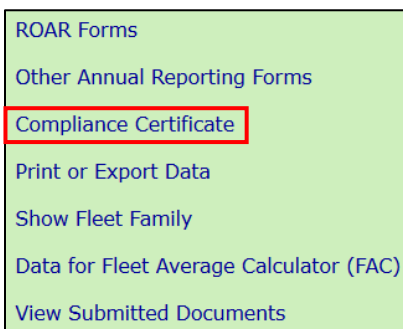 ROAR Forms
Other Annual Reporting Forms
Compliance Certificate
Print or Export Data
Show Fleet Family
Data for Fleet Average Calculator (FAC)
View Submitted Documents